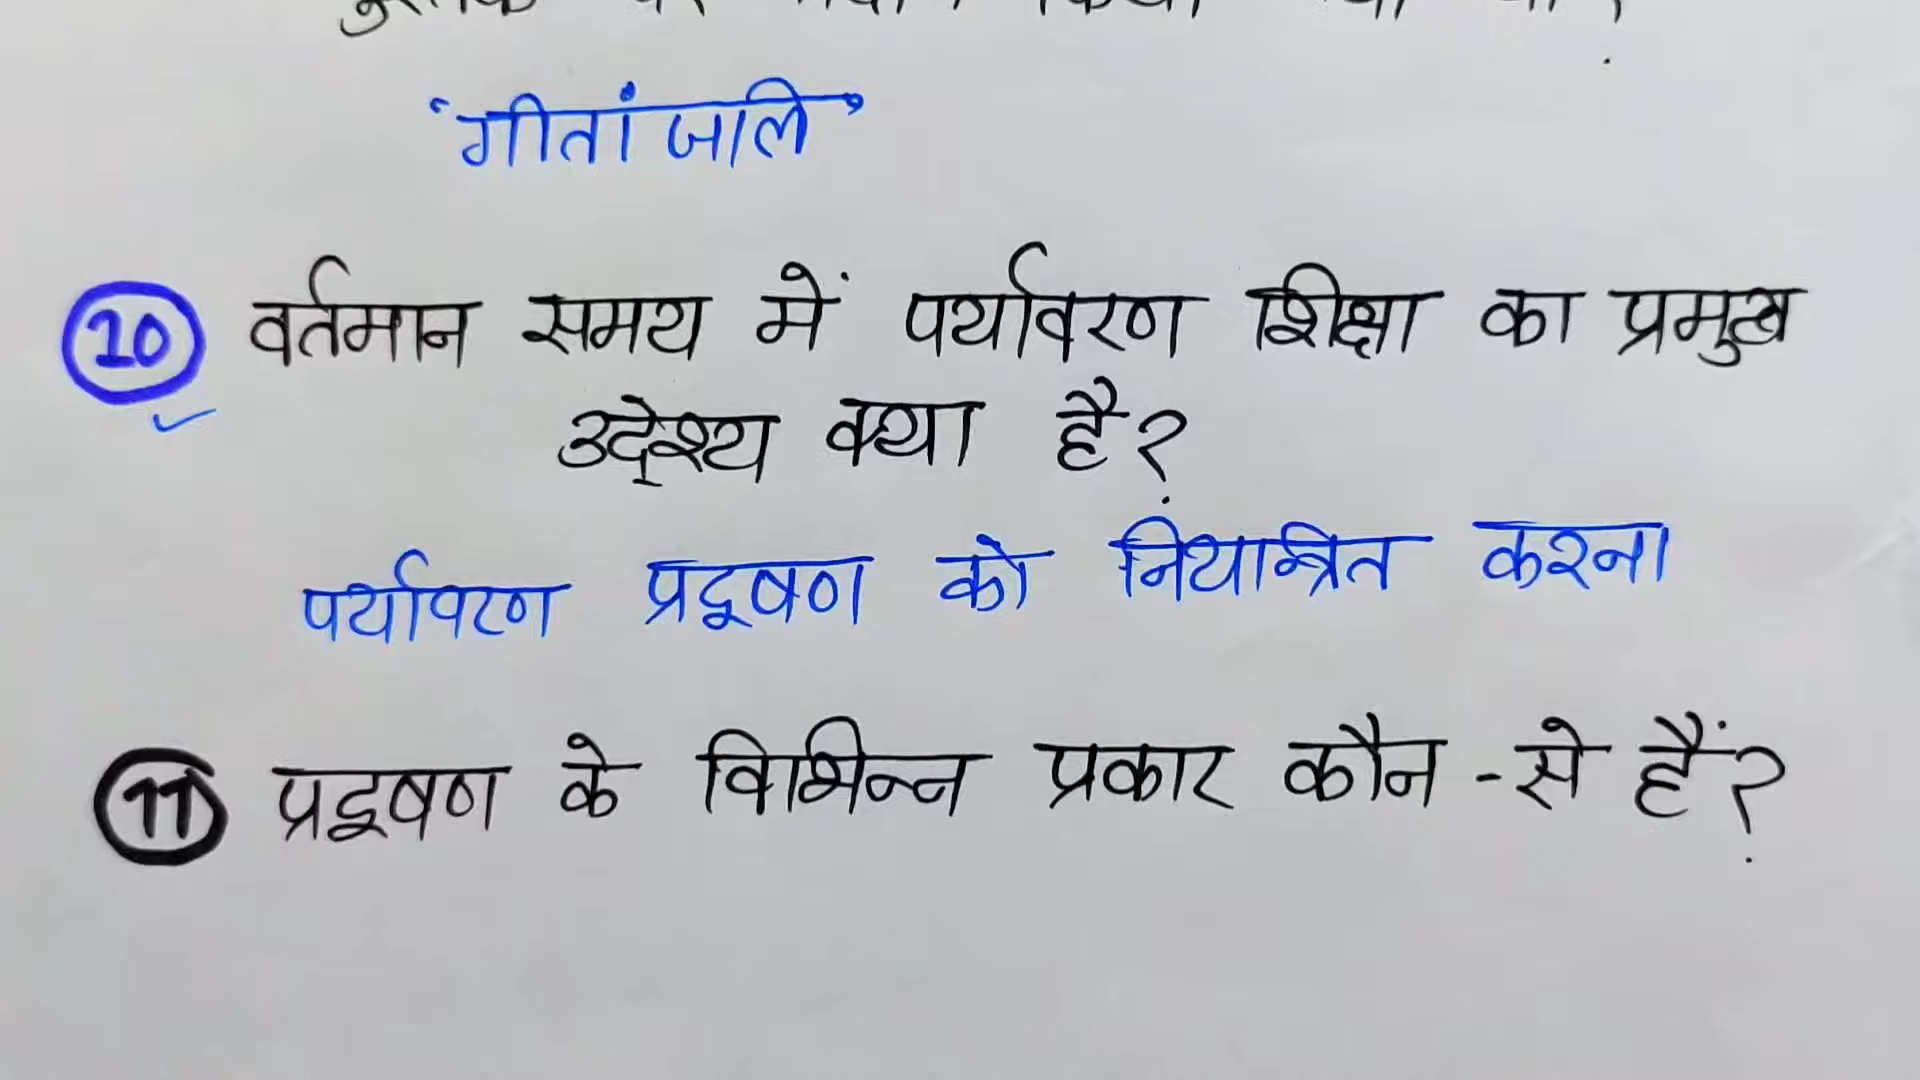 'गीतांजलि'
10 वर्तमान समय में पर्यावरण शिक्षा का प्रमुख
उद्देश्य क्या है?
पर्यावरण प्रदूषण को नियन्त्रित करना
11 प्रदूषण के विभिन्न प्रकार कौन-से हैं?